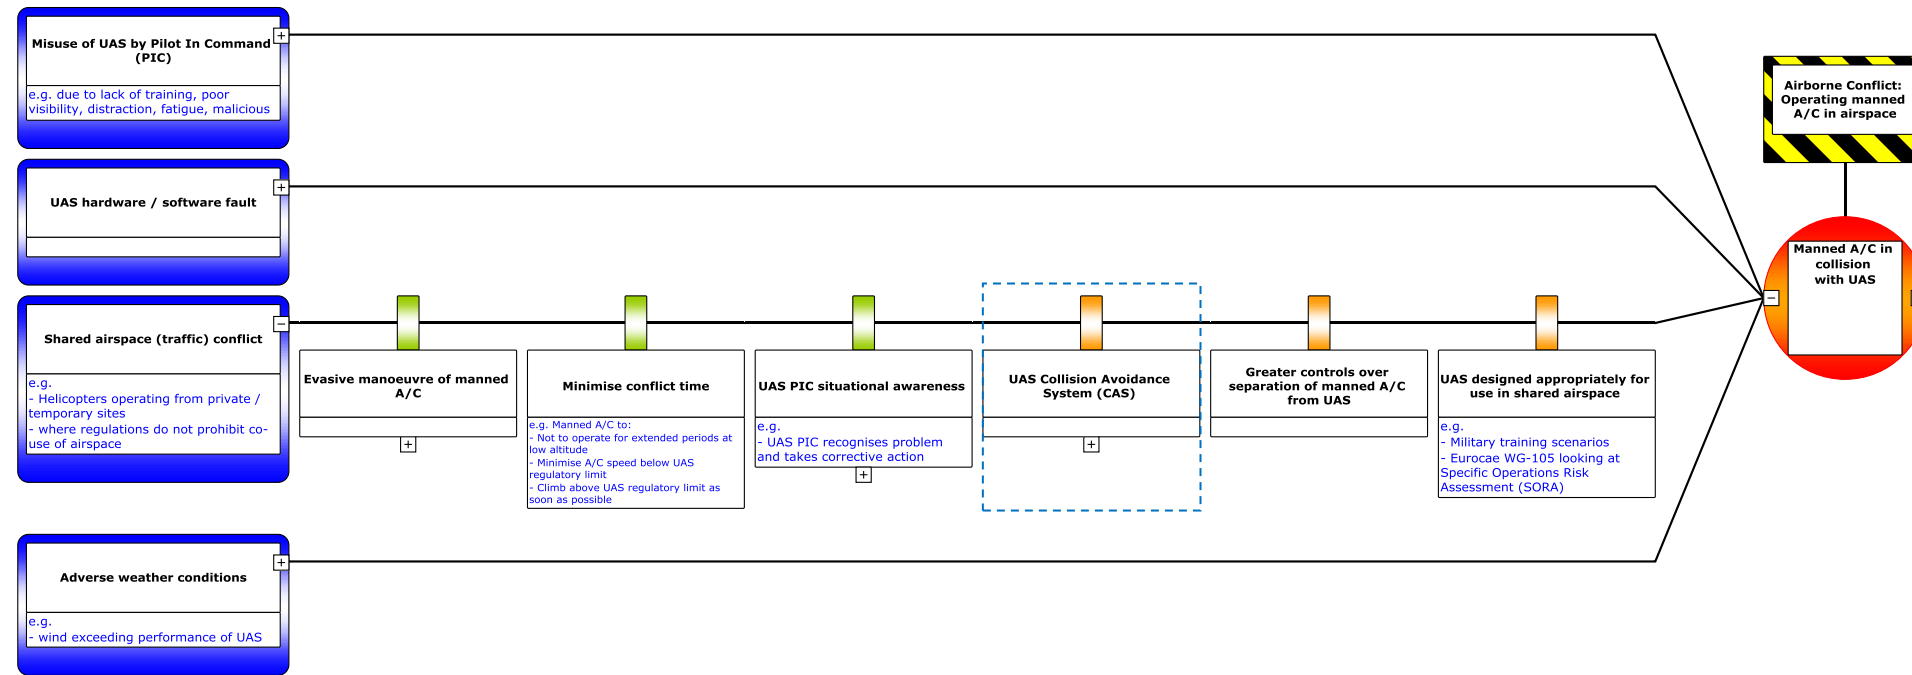 Misuse of UAS by Pilot In Command
(PIC)
e.g. due to lack of training, poor
visibility, distraction, fatigue, malicious
UAS hardware / software fault
Shared airspace (traffic) conflict
e.g.
- Helicopters operating from private /
temporary sites
- where regulations do not prohibit co-
use of airspace
Adverse weather conditions
e.g.
- wind exceeding performance of UAS
Evasive manoeuvre of manned
A/C
Minimise conflict time
e.g. Manned A/C to:
- Not to operate for extended periods at
low altitude
- Minimise A/C speed below UAS
regulatory limit
- Climb above UAS regulatory limit as
soon as possible
UAS PIC situational awareness
e.g.
- UAS PIC recognises problem
and takes corrective action
UAS Collision Avoidance
System (CAS)
Greater controls over
separation of manned A/C
from UAS
UAS designed appropriately for
use in shared airspace
e.g.
- Military training scenarios
- Eurocae WG-105 looking at
Specific Operations Risk
Assessment (SORA)
Airborne Conflict:
Operating manned
A/C in airspace
Manned A/C in
collision
with UAS